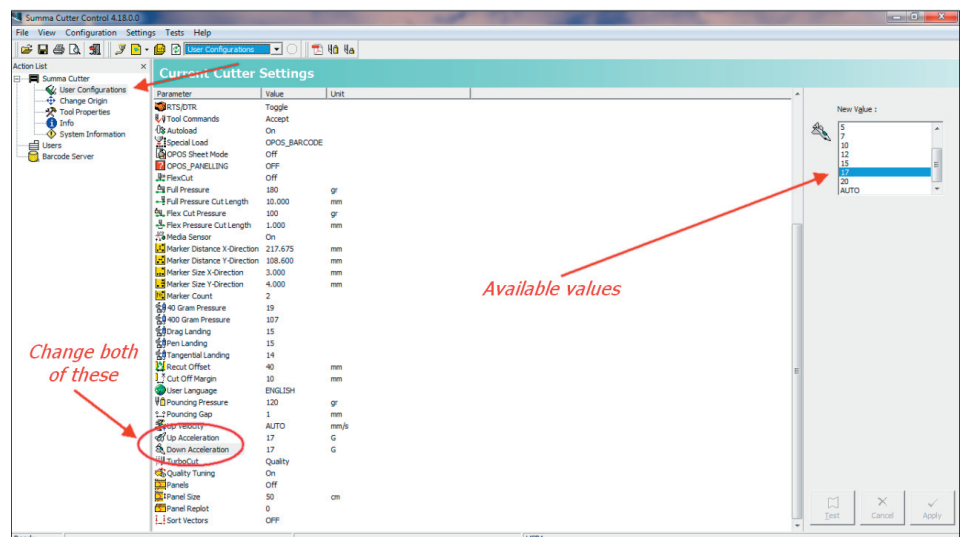 Summa Cutter Control 4.18.0.0
File View Configuration Settings Tests Help
User Configurations
Action List
Summa Cutter
User Configurations
Change Origin
Tool Properties
Info
System Information
Users
Barcode Server
Current Cutter Settings
Parameter Value Unit
RTS/DTR Toggle
Tool Commands Accept
Autoload On
Special Load OPOS_BARCODE
OPOS Sheet Mode Off
OPOS_PANELLING OFF
FlexCut Off
Full Pressure 180 gr
Full Pressure Cut Length 10.000 mm
Flex Cut Pressure 100 gr
Flex Pressure Cut Length 1.000 mm
Media Sensor On
Marker Distance X-Direction 217.675 mm
Marker Distance Y-Direction 108.600 mm
Marker Size X-Direction 3.000 mm
Marker Size Y-Direction 4.000 mm
Marker Count 2
40 Gram Pressure 19
400 Gram Pressure 107
Drag Landing 15
Pen Landing 15
Tangential Landing 14
Recut Offset 40 mm
Cut Off Margin 10 mm
User Language ENGLISH
Pouncing Pressure 120 gr
Pouncing Gap 1 mm
Up Velocity AUTO mm/s
Up Acceleration 17 G
Down Acceleration 17 G
TurboCut Quality
Quality Tuning On
Panels Off
Panel Size 50 cm
Panel Replot 0
Sort Vectors OFF
Change both
of these
Available values
New Value :
5
7
10
12
15
17
20
AUTO
Test Cancel Apply